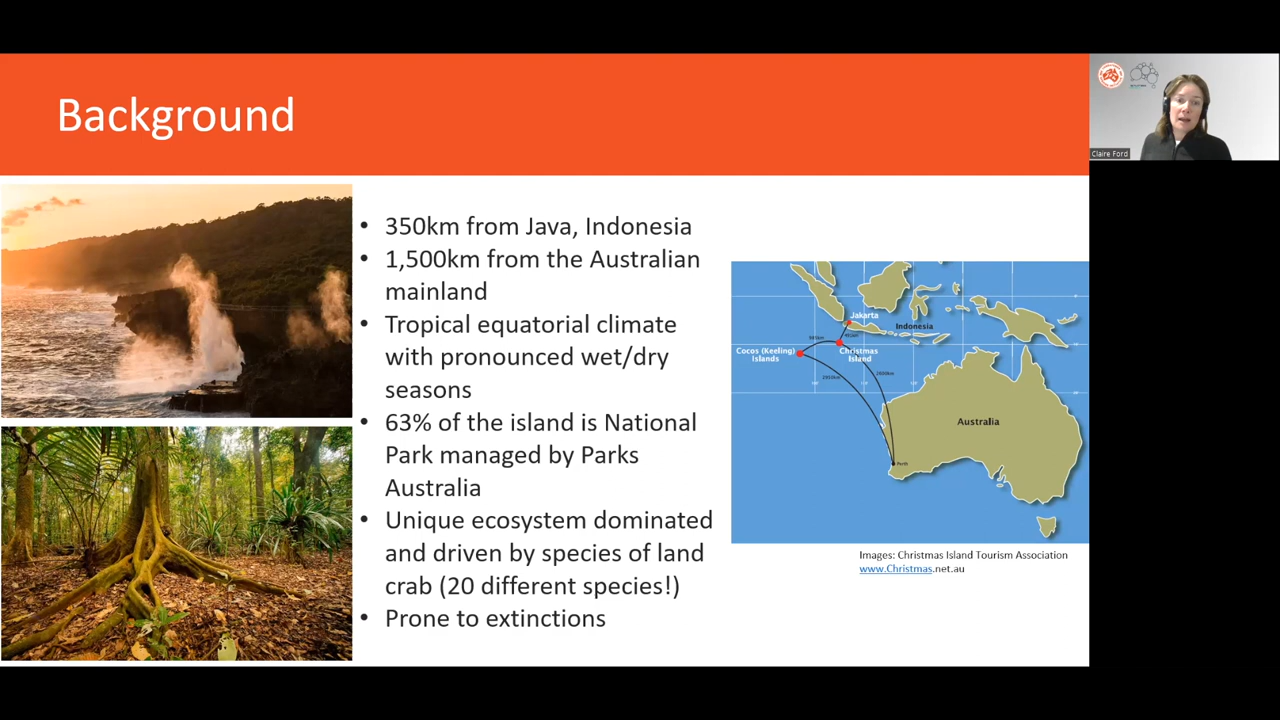 Background
• 350km from Java, Indonesia
• 1,500km from the Australian
mainland
• Tropical equatorial climate
with pronounced wet/dry
seasons
• 63% of the island is National
Park managed by Parks
Australia
• Unique ecosystem dominated
and driven by species of land
crab (20 different species!)
• Prone to extinctions
Jakarta
Indonesia
Cocos (Keeling)
Islands
Christmas
Island
Australia
Perth
Images: Christmas Island Tourism Association
www.Christmas.net.au
Claire Ford